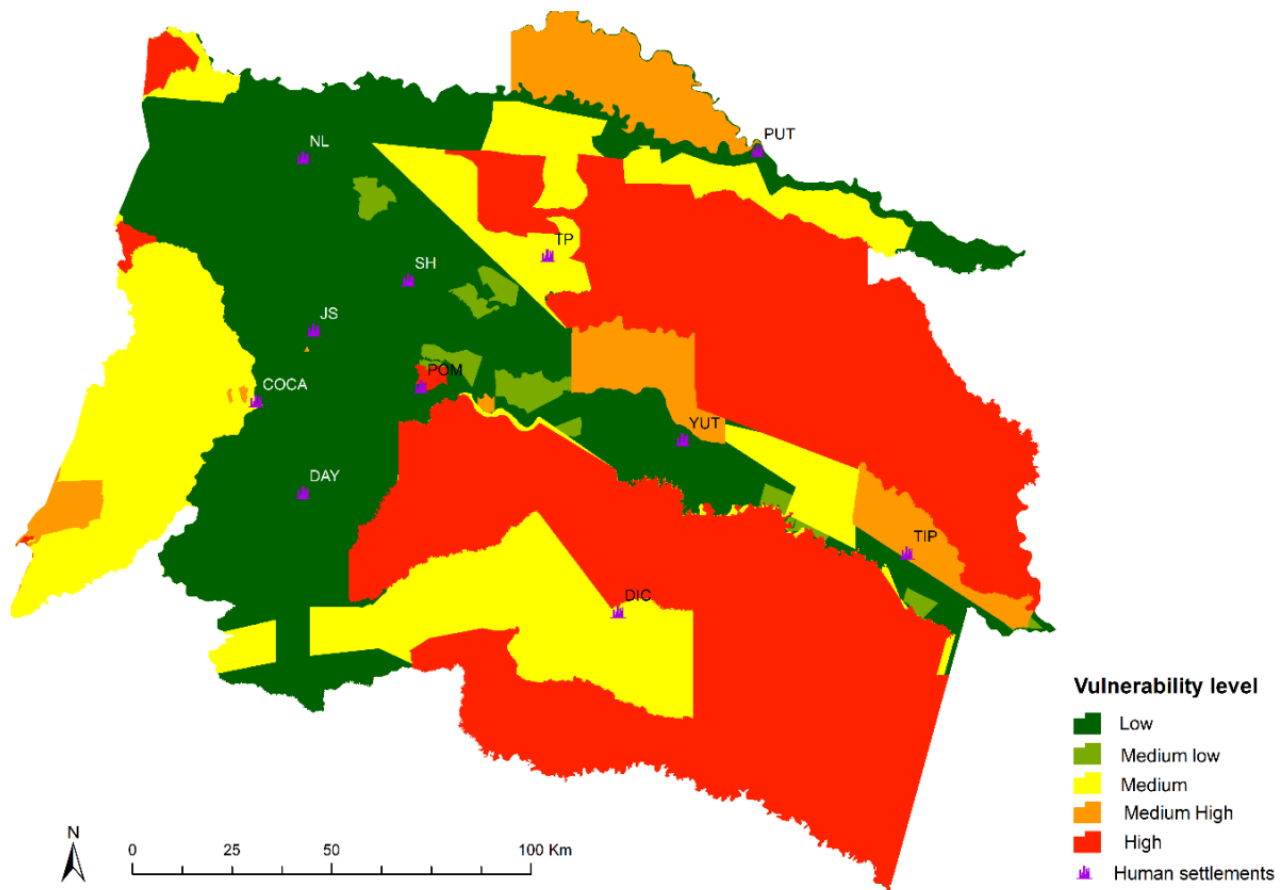 PUT
NL
TP
SH
JS
POM
COCA
YUT
DAY
TIP
DIC
Vulnerability level
Low
Medium low
Medium
Medium High
High
Human settlements
N
0 25 50 100 Km